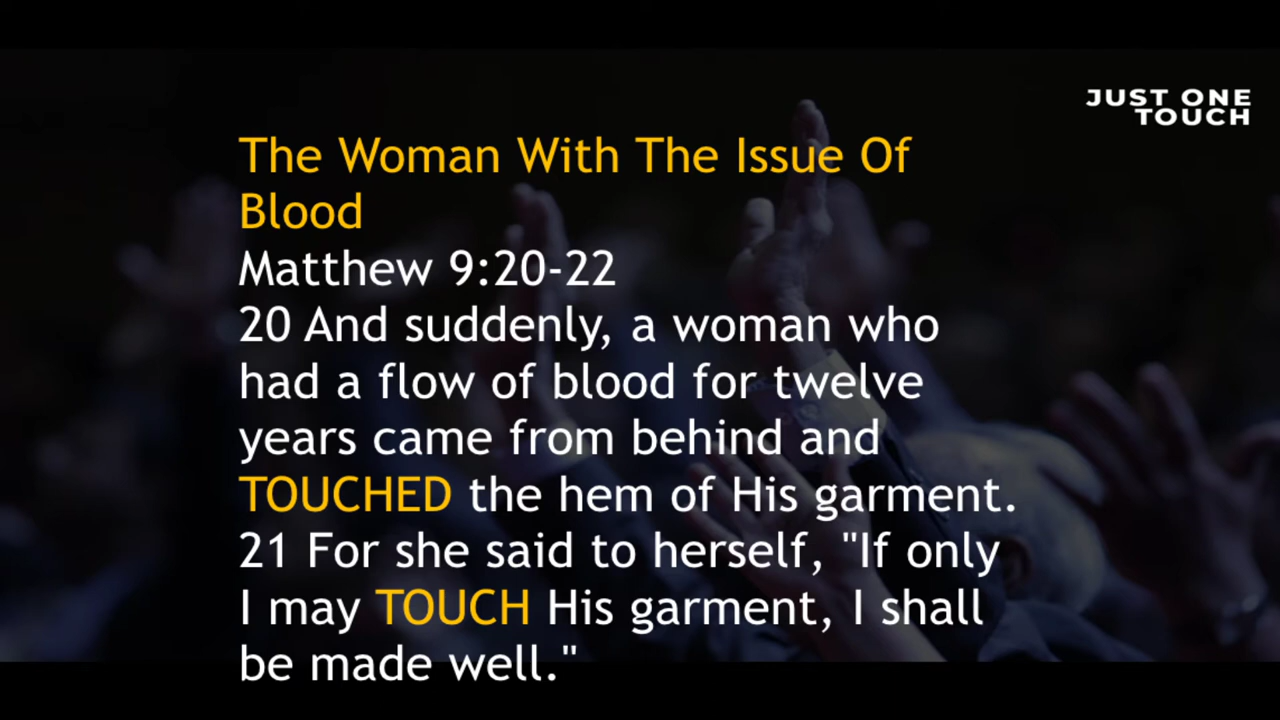 JUST ONE
TOUCH
The Woman With The Issue Of
Blood
Matthew 9:20-22
20 And suddenly, a woman who
had a flow of blood for twelve
years came from behind and
TOUCHED the hem of His garment.
21 For she said to herself, "If only
I may TOUCH His garment, I shall
be made well."